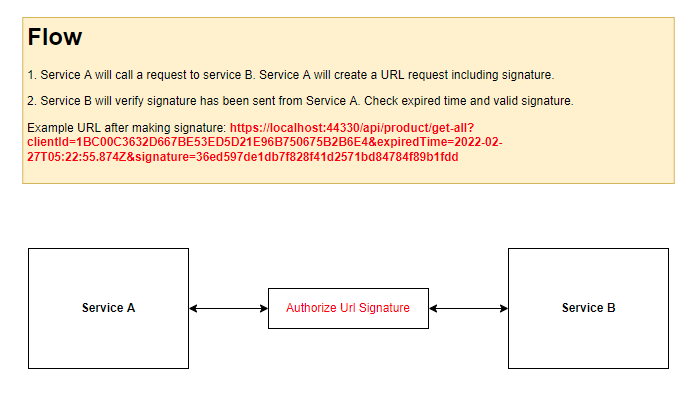 Flow
1. Service A will call a request to service B. Service A will create a URL request including signature.
2. Service B will verify signature has been sent from Service A. Check expired time and valid signature.
Example URL after making signature: https://localhost:44330/api/product/get-all?
clientId=1BC00C3632D667BE53ED5D21E96B750675B2B6E4&expiredTime=2022-02-
27T05:22:55.874Z&signature=36ed597de1db7f828f41d2571bd84784f89b1fdd
Service A
Authorize Url Signature
Service B